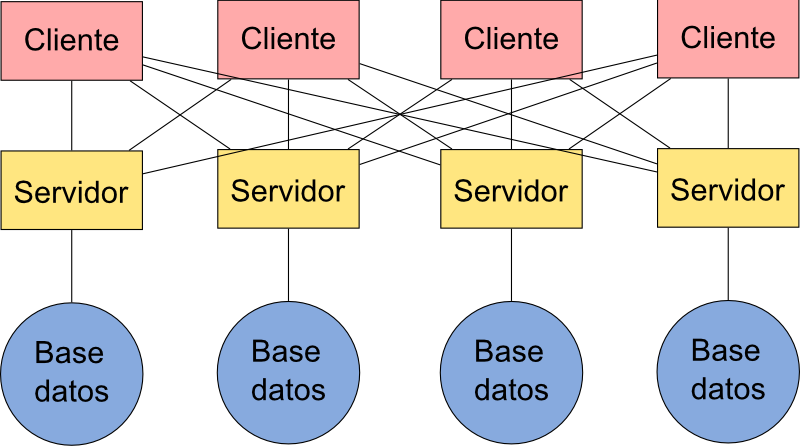 Cliente
Cliente
Cliente
Cliente
Servidor
Servidor
Servidor
Servidor
Base
datos
Base
datos
Base
datos
Base
datos